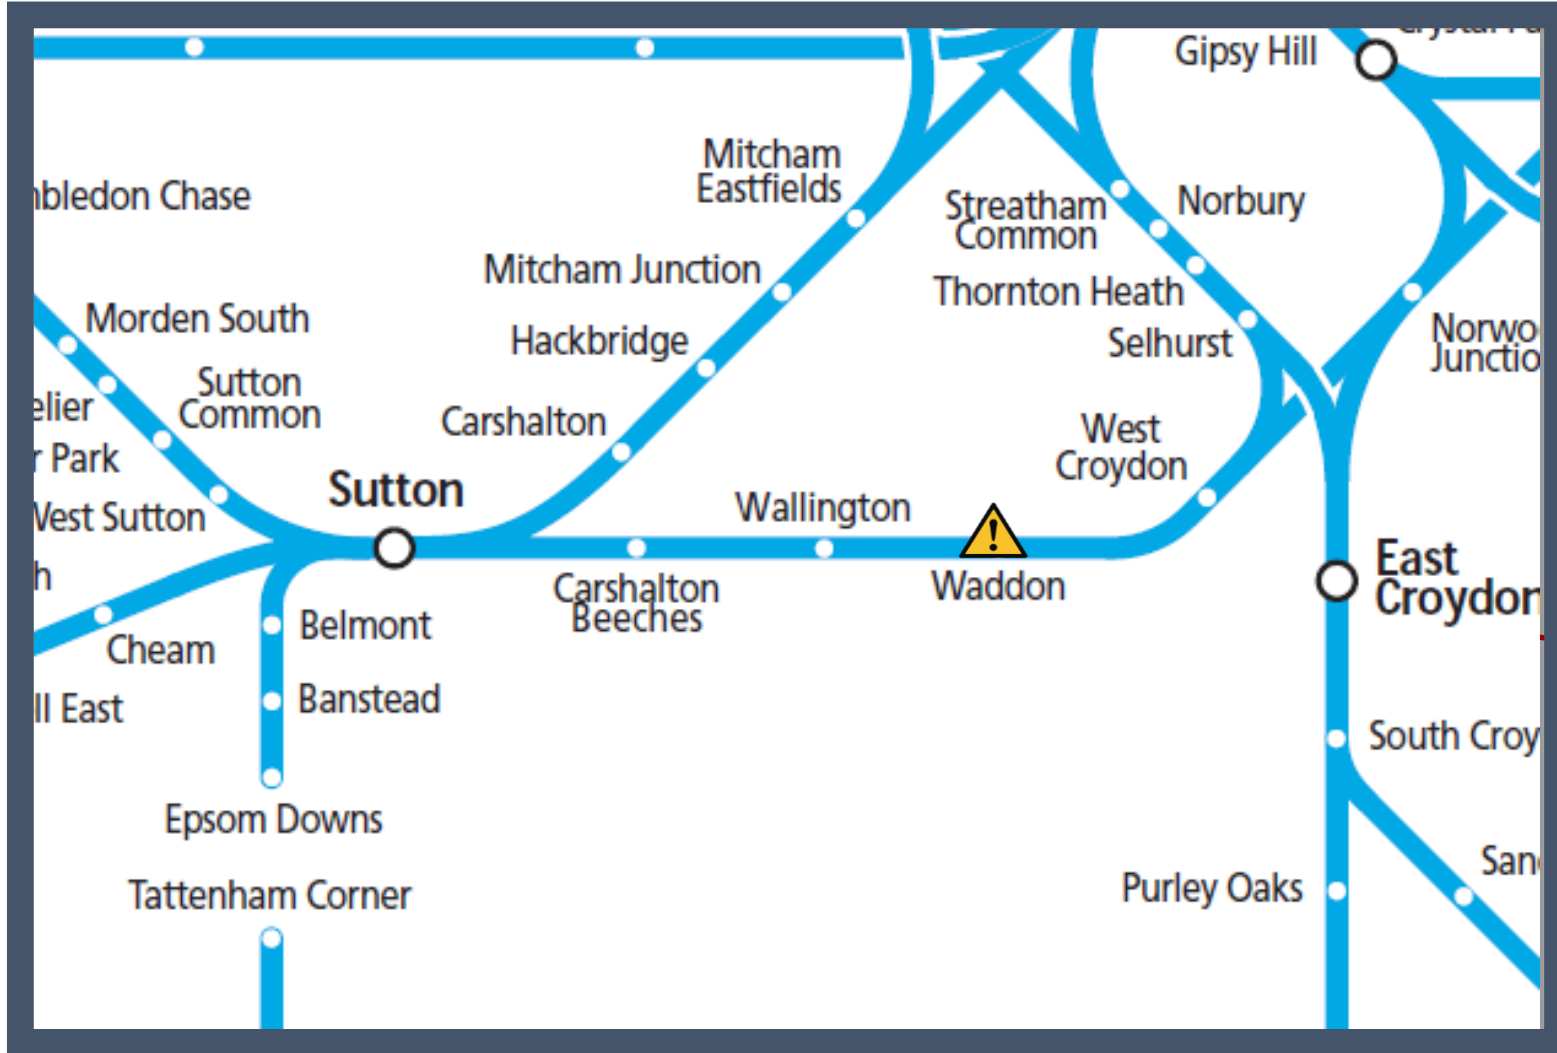 Gipsy Hill
Mitcham
Eastfields
Chase
Streatham
Common
Norbury
Mitcham Junction
Thornton Heath
Morden South
Hackbridge
Selhurst
Sutton
Common
Carshalton
West
Croydon
Park
Sutton
Wallington
West Sutton
East
Croydon
Carshalton
Beeches
Waddon
Belmont
Cheam
Banstead
East
South
Epsom Downs
Tattenham Corner
Purley Oaks